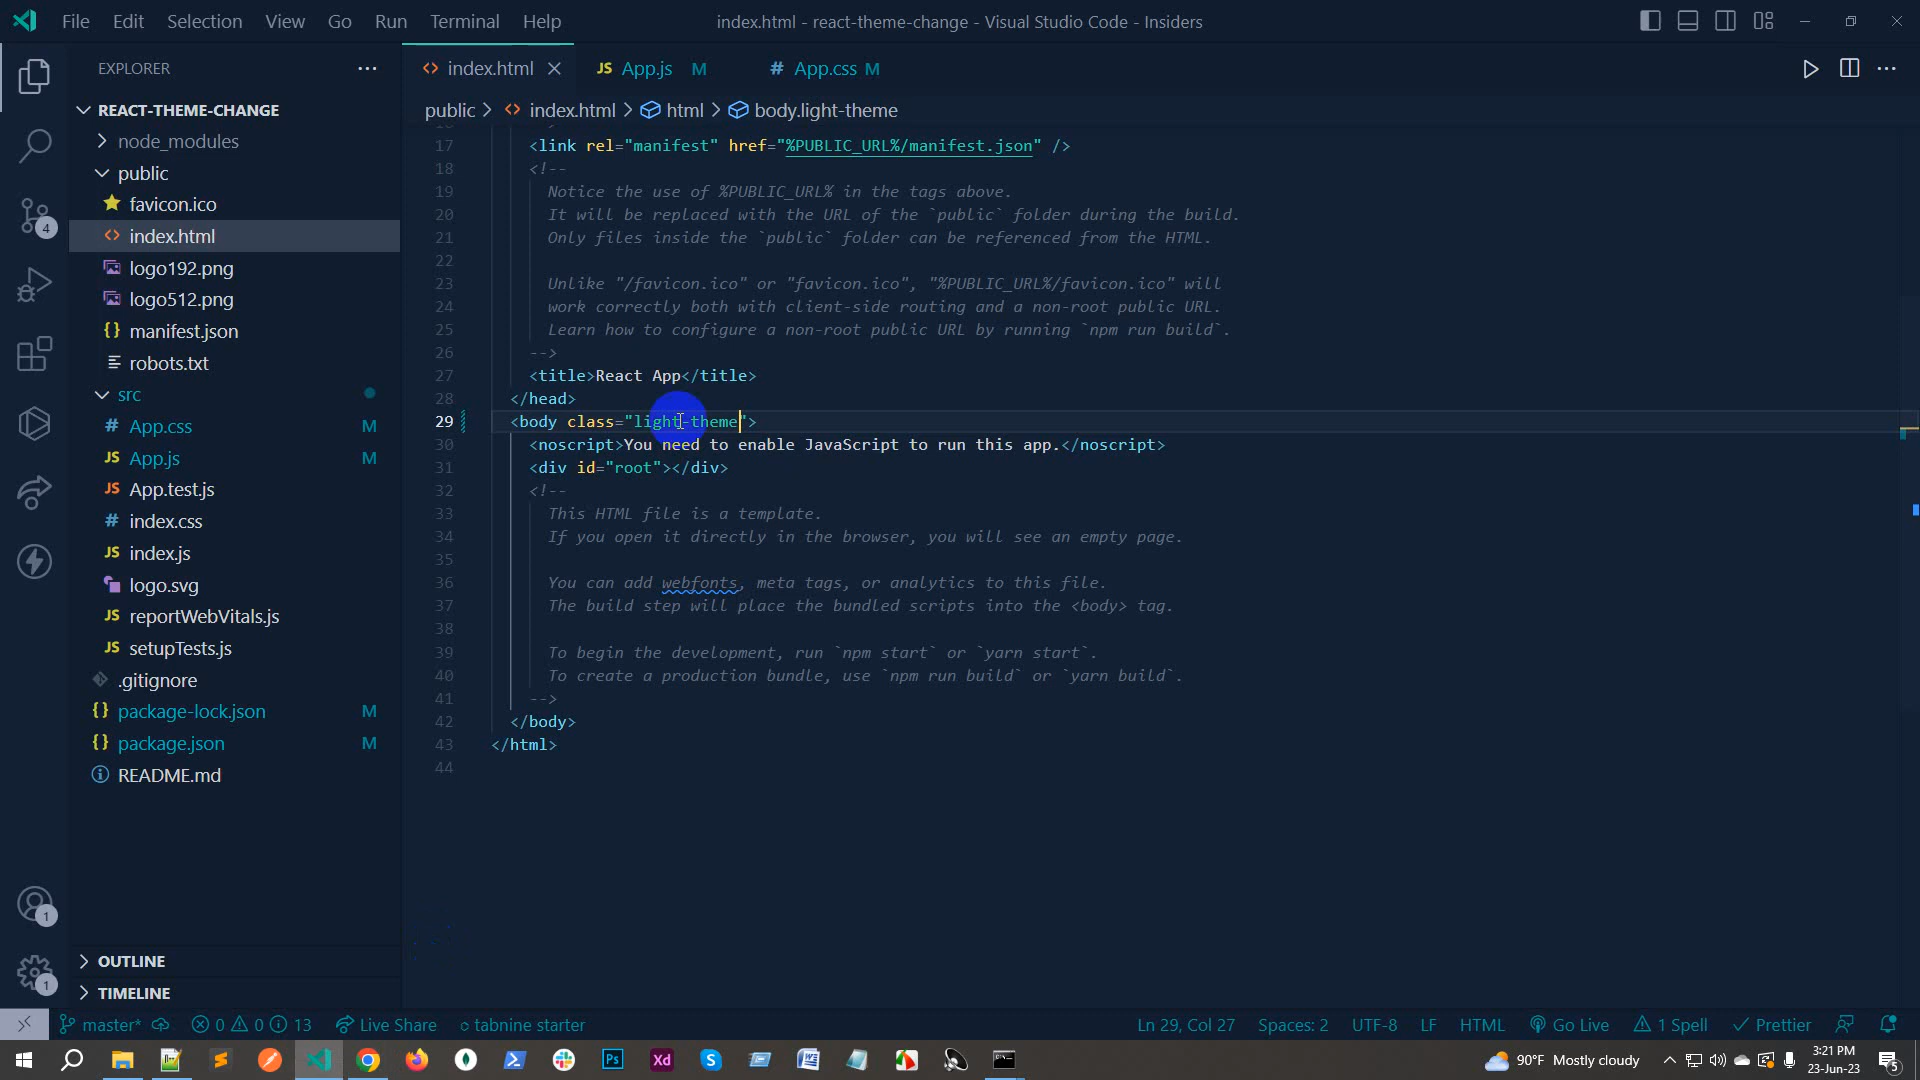 File Edit Selection View Go Run Terminal Help
index.html - react-theme-change - Visual Studio Code - Insiders
EXPLORER
REACT-THEME-CHANGE
node_modules
public
favicon.ico
index.html
logo192.png
logo512.png
manifest.json
robots.txt
src
App.css M
App.js M
App.test.js
index.css
index.js
logo.svg
reportWebVitals.js
setupTests.js
.gitignore
package-lock.json M
package.json M
README.md
OUTLINE
TIMELINE
4
1
1
index.html
JS App.js M
# App.css M
public > index.html > html > body.light-theme
17 <link rel="manifest" href="%PUBLIC_URL%/manifest.json" />
18 <!--
19 Notice the use of %PUBLIC_URL% in the tags above.
20 It will be replaced with the URL of the `public` folder during the build.
21 Only files inside the `public` folder can be referenced from the HTML.
22
23 Unlike "/favicon.ico" or "favicon.ico", "%PUBLIC_URL%/favicon.ico" will
24 work correctly both with client-side routing and a non-root public URL.
25 Learn how to configure a non-root public URL by running `npm run build`.
26 -->
27 <title>React App</title>
28 </head>
29 <body class="light-theme">
30 <noscript>You need to enable JavaScript to run this app.</noscript>
31 <div id="root"></div>
32 <!--
33 This HTML file is a template.
34 If you open it directly in the browser, you will see an empty page.
35
36 You can add webfonts, meta tags, or analytics to this file.
37 The build step will place the bundled scripts into the <body> tag.
38
39 To begin the development, run `npm start` or `yarn start`.
40 To create a production bundle, use `npm run build` or `yarn build`.
41 -->
42 </body>
43 </html>
44
master* 0 0 13 Live Share tabnine starter
Ln 29, Col 27 Spaces: 2 UTF-8 LF HTML Go Live 1 Spell Prettier
Ps Xd S W
90°F Mostly cloudy
3:21 PM
23-Jun-23
5